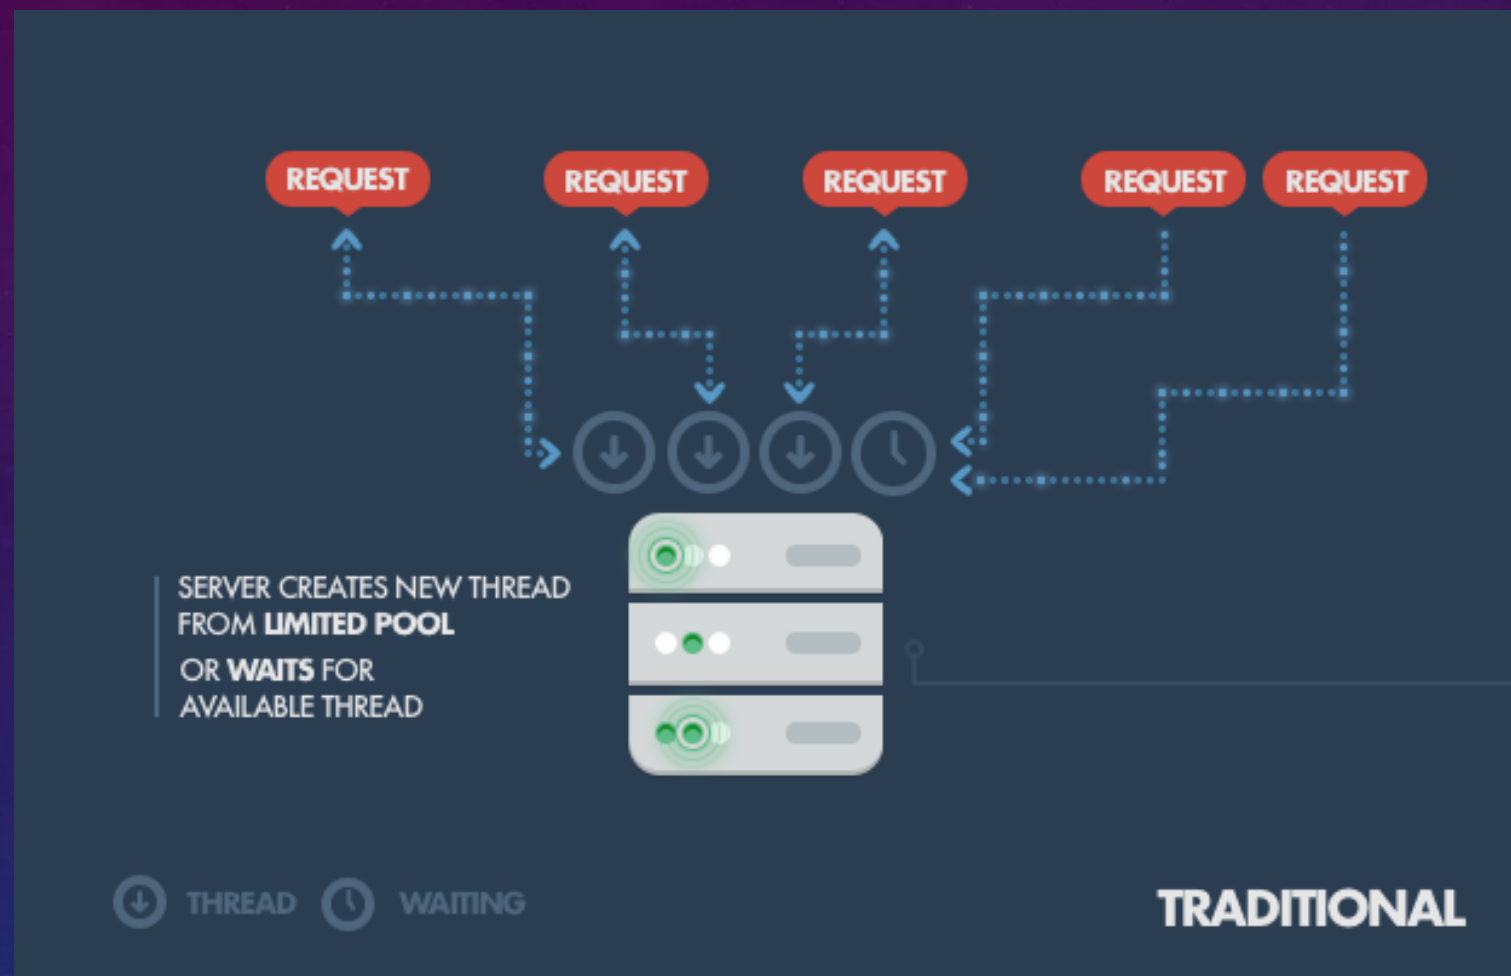 REQUEST
REQUEST
REQUEST
REQUEST
REQUEST
SERVER CREATES NEW THREAD
FROM LIMITED POOL
OR WAITS FOR
AVAILABLE THREAD
THREAD
WAITING
TRADITIONAL